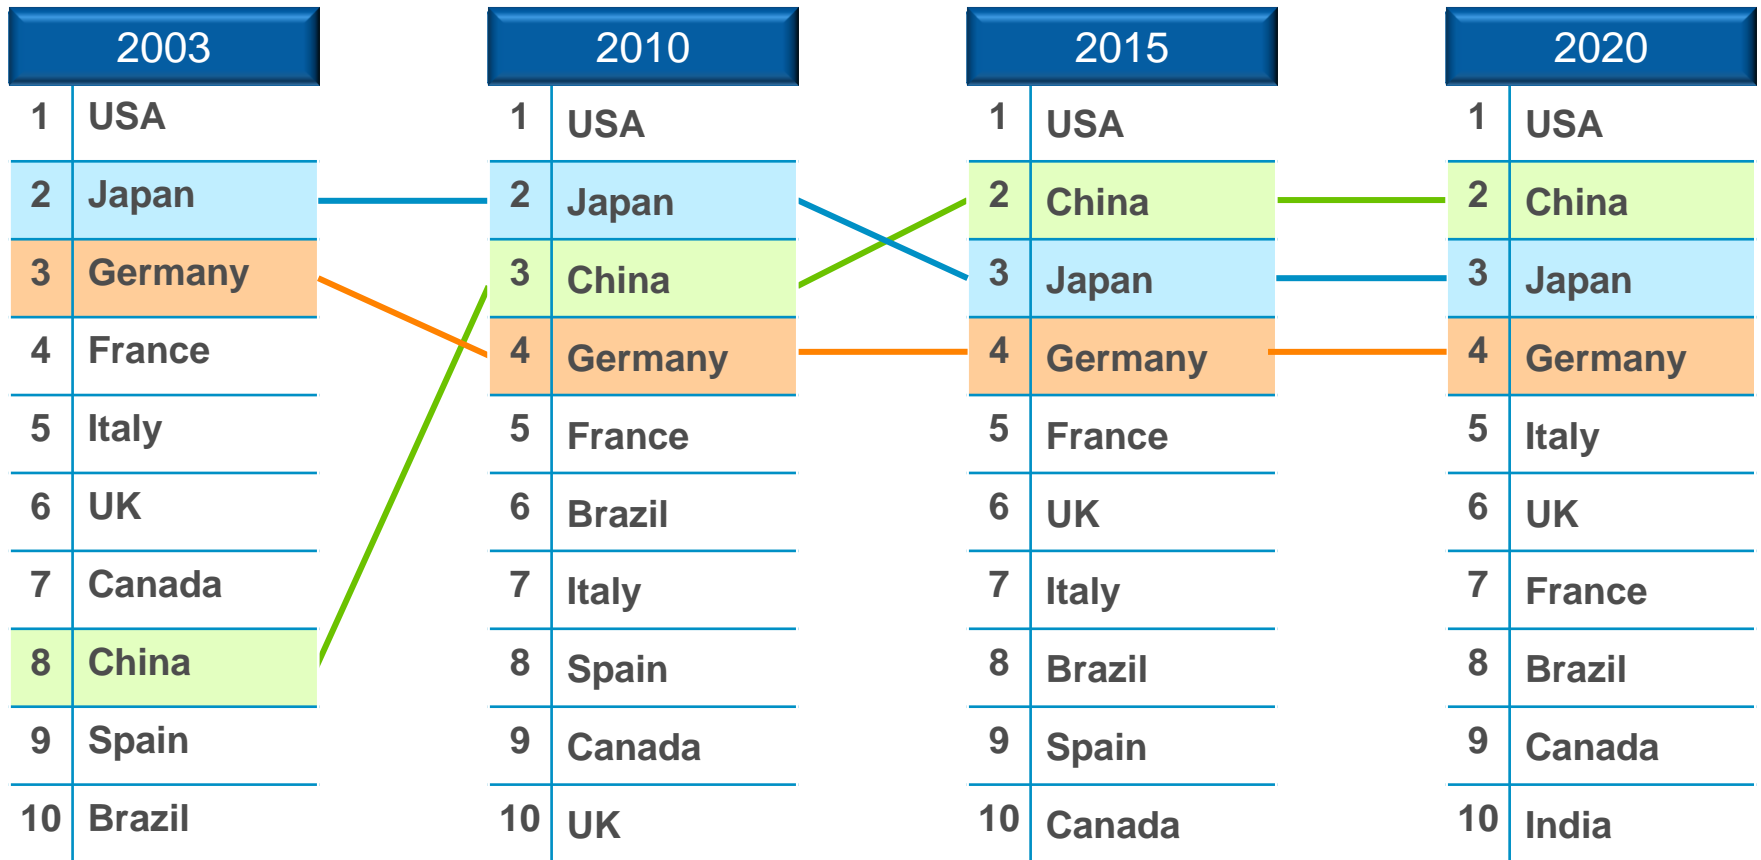 2003 2010 2015 2020
1 USA 1 USA 1 USA 1 USA
2 Japan 2 Japan 2 China 2 China
3 Germany 3 China 3 Japan 3 Japan
4 France 4 Germany 4 Germany 4 Germany
5 Italy 5 France 5 France 5 Italy
6 UK 6 Brazil 6 UK 6 UK
7 Canada 7 Italy 7 Italy 7 France
8 China 8 Spain 8 Brazil 8 Brazil
9 Spain 9 Canada 9 Spain 9 Canada
10 Brazil 10 UK 10 Canada 10 India